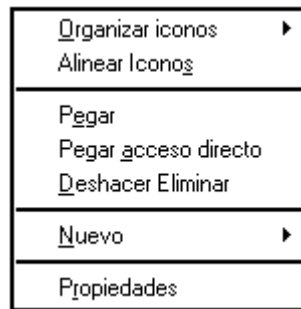 Organizar iconos
Alinear Iconos
Pegar
Pegar acceso directo
Deshacer Eliminar
Nuevo
Propiedades